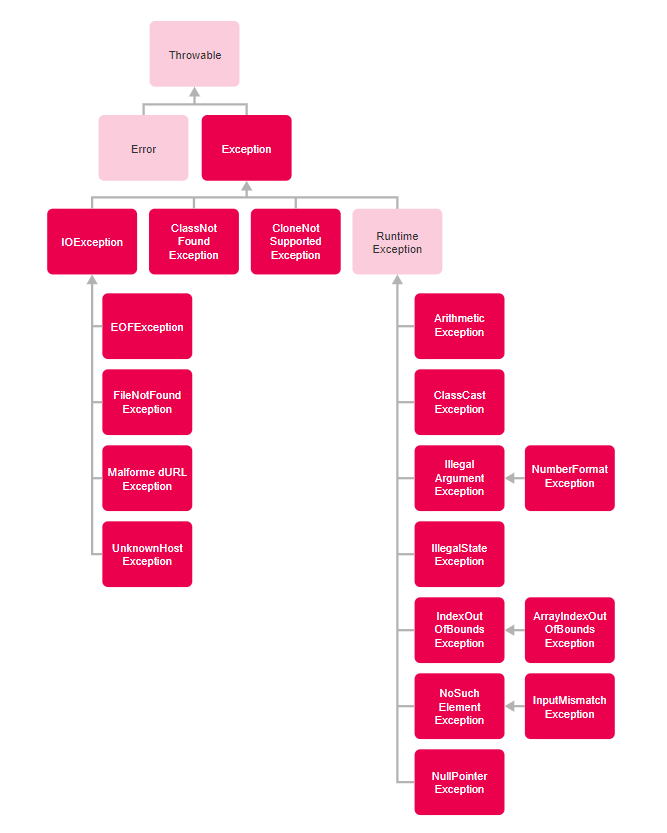 Throwable
Error
Exception
IOException
ClassNot
Found
Exception
CloneNot
Supported
Exception
Runtime
Exception
EOFException
FileNotFound
Exception
Malforme dURL
Exception
UnknownHost
Exception
Arithmetic
Exception
ClassCast
Exception
Illegal
Argument
Exception
NumberFormat
Exception
IllegalState
Exception
IndexOut
OfBounds
Exception
ArrayIndexOut
OfBounds
Exception
NoSuch
Element
Exception
InputMismatch
Exception
NullPointer
Exception